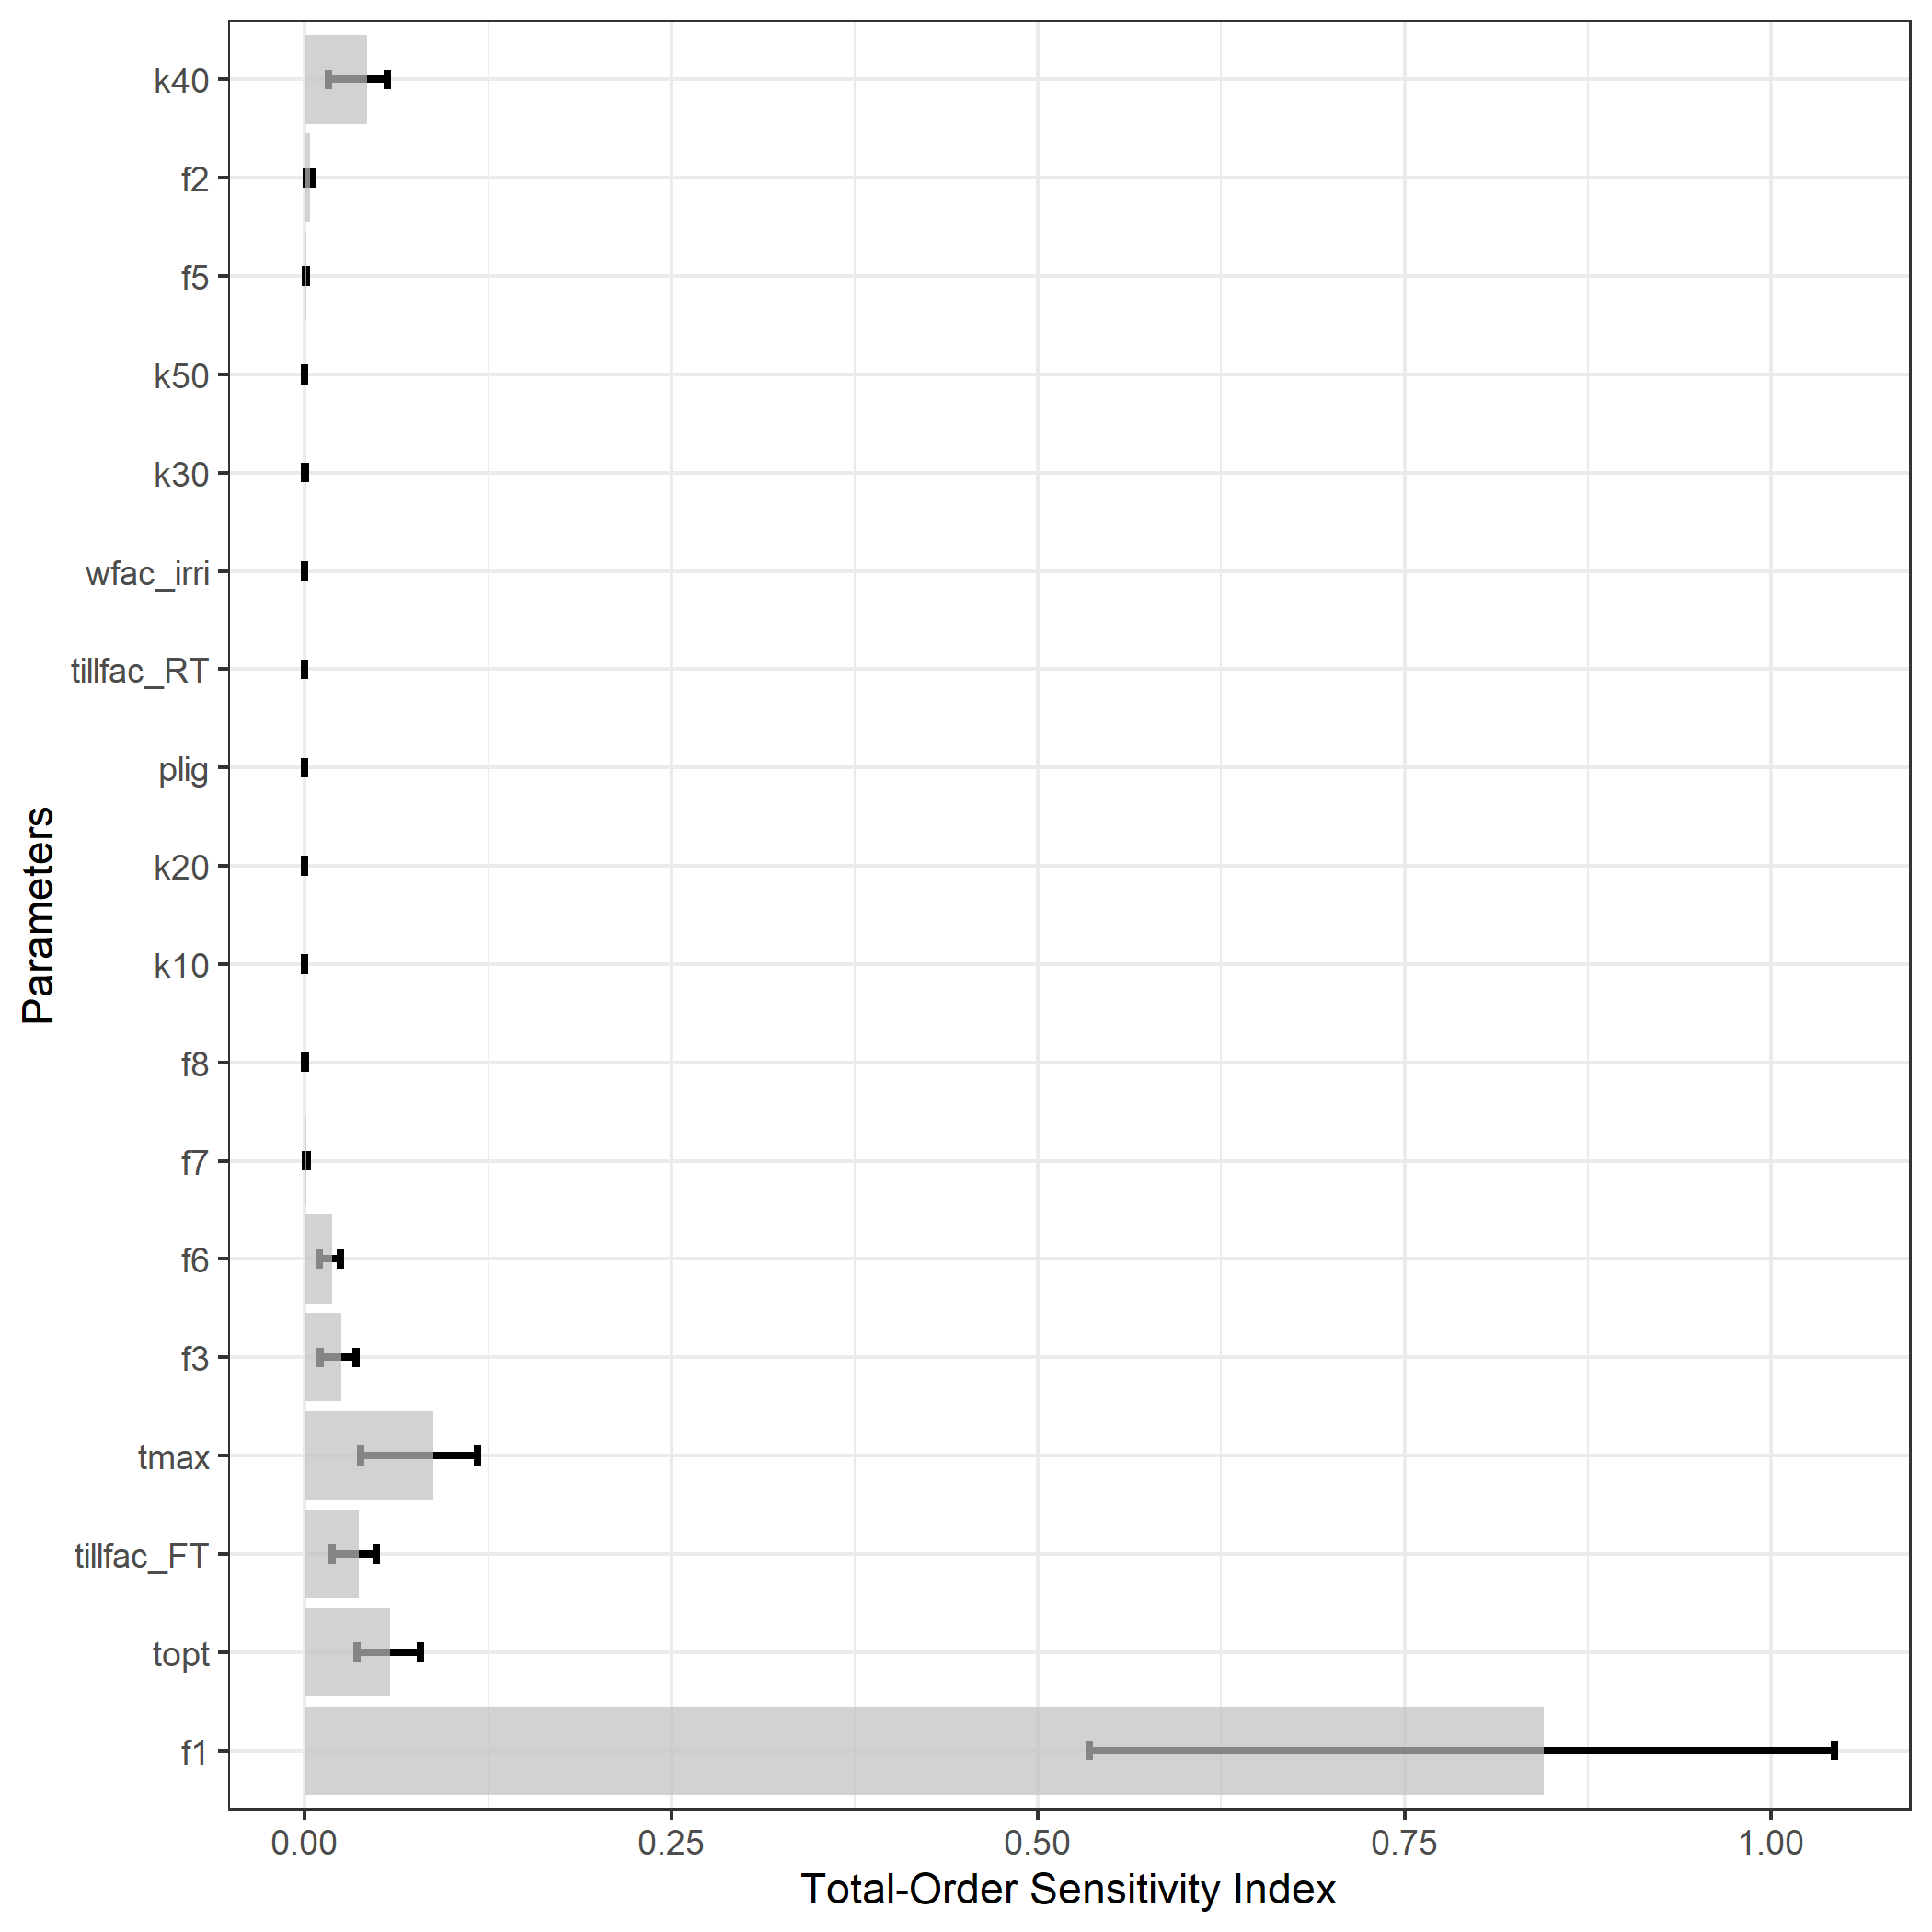 k40
f2
f5
k50
k30
wfac_irri
tillfac_RT
plig
k20
k10
f8
f7
f6
f3
tmax
tillfac_FT
topt
f1
Parameters
0.00 0.25 0.50 0.75 1.00
Total-Order Sensitivity Index